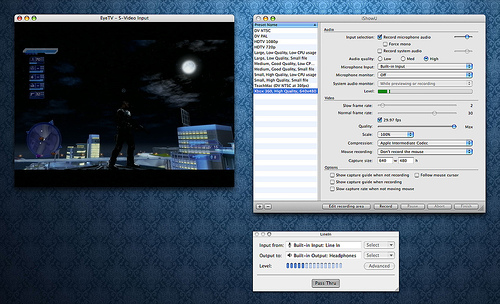 EyeTV - S-Video Input
iShowU
Preset Name
DV NTSC
DV PAL
HDTV 1080p
HDTV 720p
Large, Low Quality, Low CPU usage
Large, Low Quality, Small file
Medium, Good Quality, Low CP...
Medium, Good Quality, Small file
Small, High Quality, Low CPU usage
Small, High Quality, Small file
TouchMac (DV NTSC at 30fps)
Xbox 360, High Quality, 640x480
Audio
Input selection: Record microphone audio
Force mono
Record system audio
Audio quality: Low Med High
Microphone input: Built-in Input
Microphone monitor: Off
System audio monitor: While previewing or recording
Level:
Video
Slow frame rate: 2
Normal frame rate: 30
29.97 fps
Quality: Max
Scale: 100%
Compression: Apple Intermediate Codec
Mouse recording: Don't record the mouse
Capture size: 640 w 480 h
Options
Show capture guide when not recording Follow mouse cursor
Show capture guide when recording
Slow capture rate when not moving mouse
Edit recording area Record Pause Abort Finish
LineIn
Input from: Built-in Input: Line In Select
Output to: Built-in Output: Headphones Select
Level: Advanced
Pass Thru